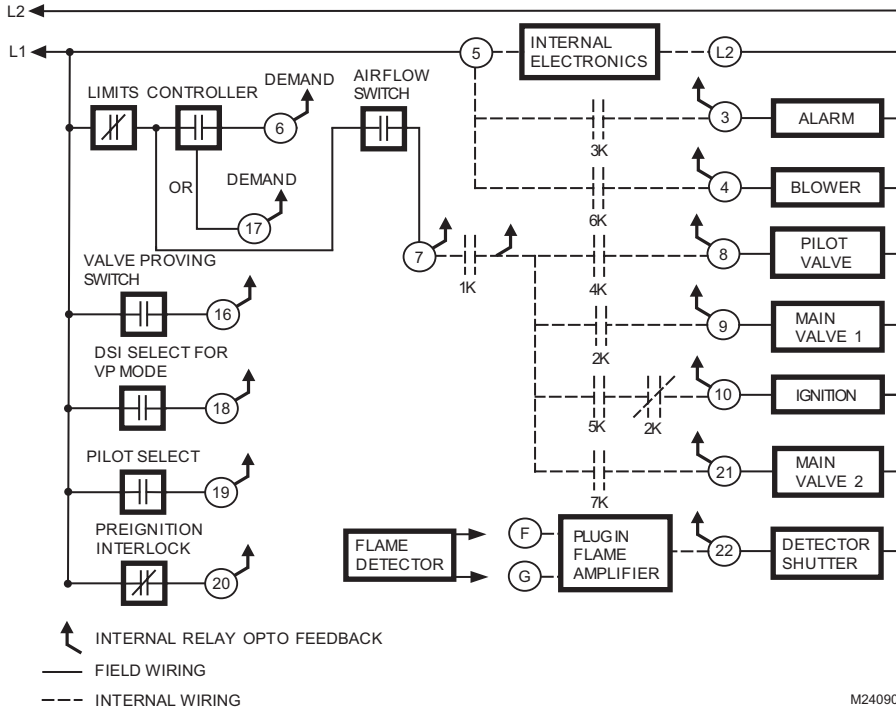 L2
L1
5
INTERNAL
ELECTRONICS
L2
LIMITS CONTROLLER
DEMAND
6
AIRFLOW
SWITCH
3K
3
ALARM
OR
DEMAND
17
6K
4
BLOWER
7
1K
4K
8
PILOT
VALVE
VALVE PROVING
SWITCH
16
2K
9
MAIN
VALVE 1
DSI SELECT FOR
VP MODE
18
5K
2K
10
IGNITION
PILOT SELECT
19
7K
21
MAIN
VALVE 2
PREIGNITION
INTERLOCK
20
FLAME
DETECTOR
F
G
PLUGIN
FLAME
AMPLIFIER
22
DETECTOR
SHUTTER
INTERNAL RELAY OPTO FEEDBACK
FIELD WIRING
INTERNAL WIRING
M24090